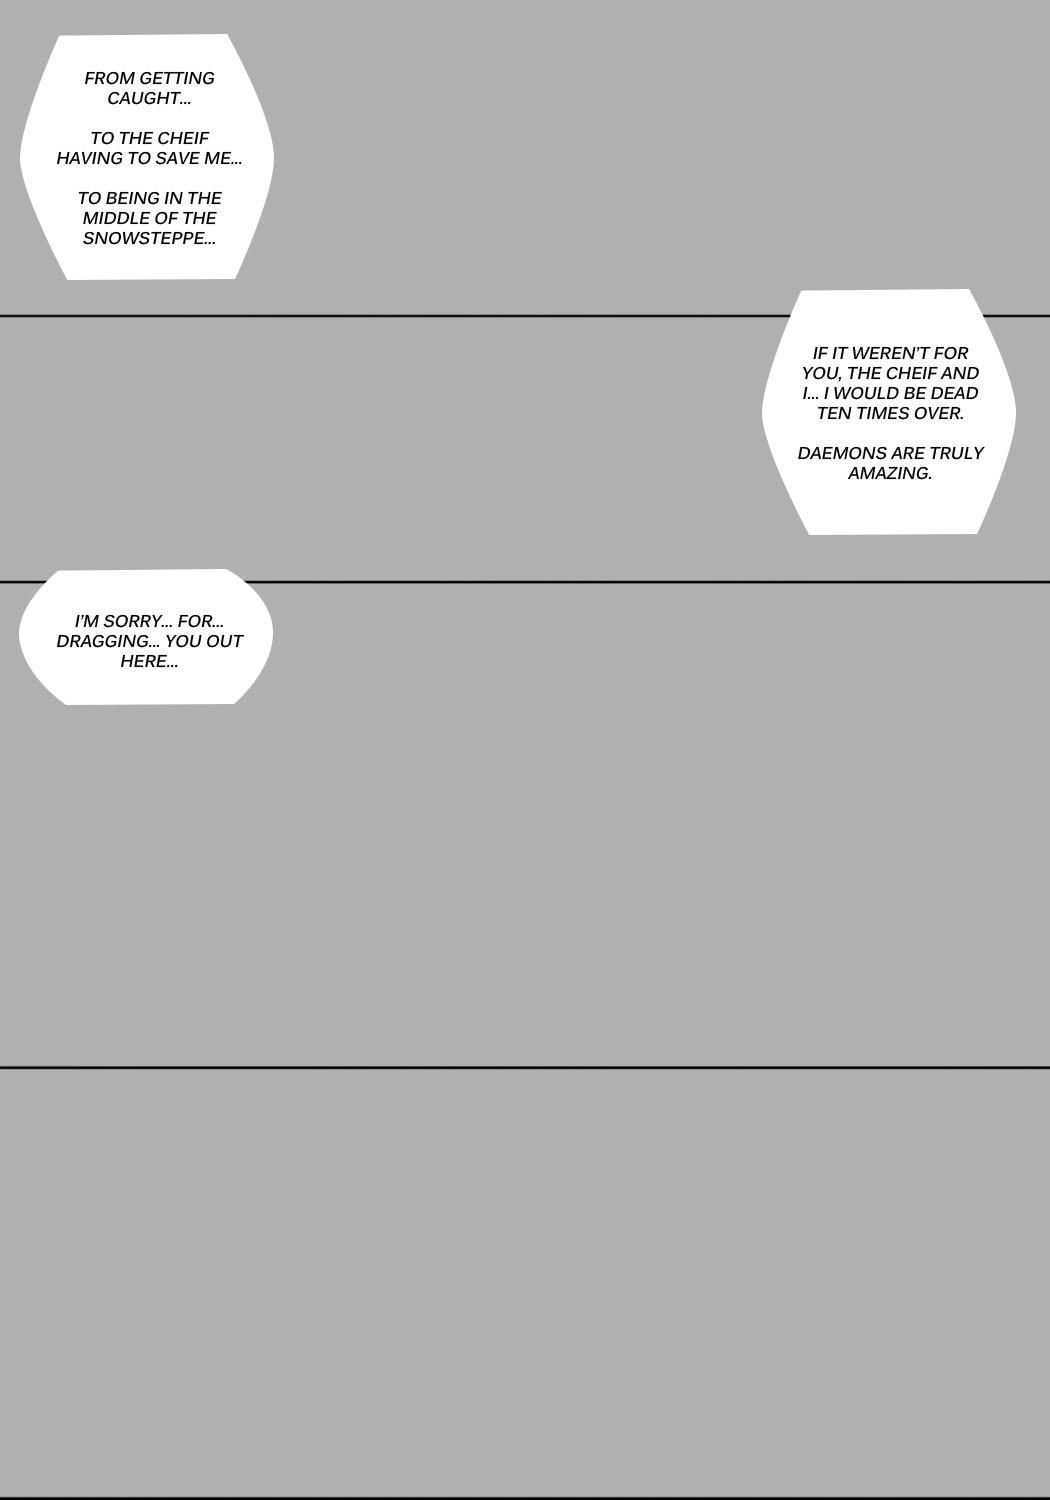 FROM GETTING
CAUGHT...
TO THE CHEIF
HAVING TO SAVE ME...
TO BEING IN THE
MIDDLE OF THE
SNOWSTEPPE...
IF IT WEREN'T FOR
YOU, THE CHEIF AND
I... I WOULD BE DEAD
TEN TIMES OVER.
DAEMONS ARE TRULY
AMAZING.
I'M SORRY... FOR...
DRAGGING... YOU OUT
HERE...